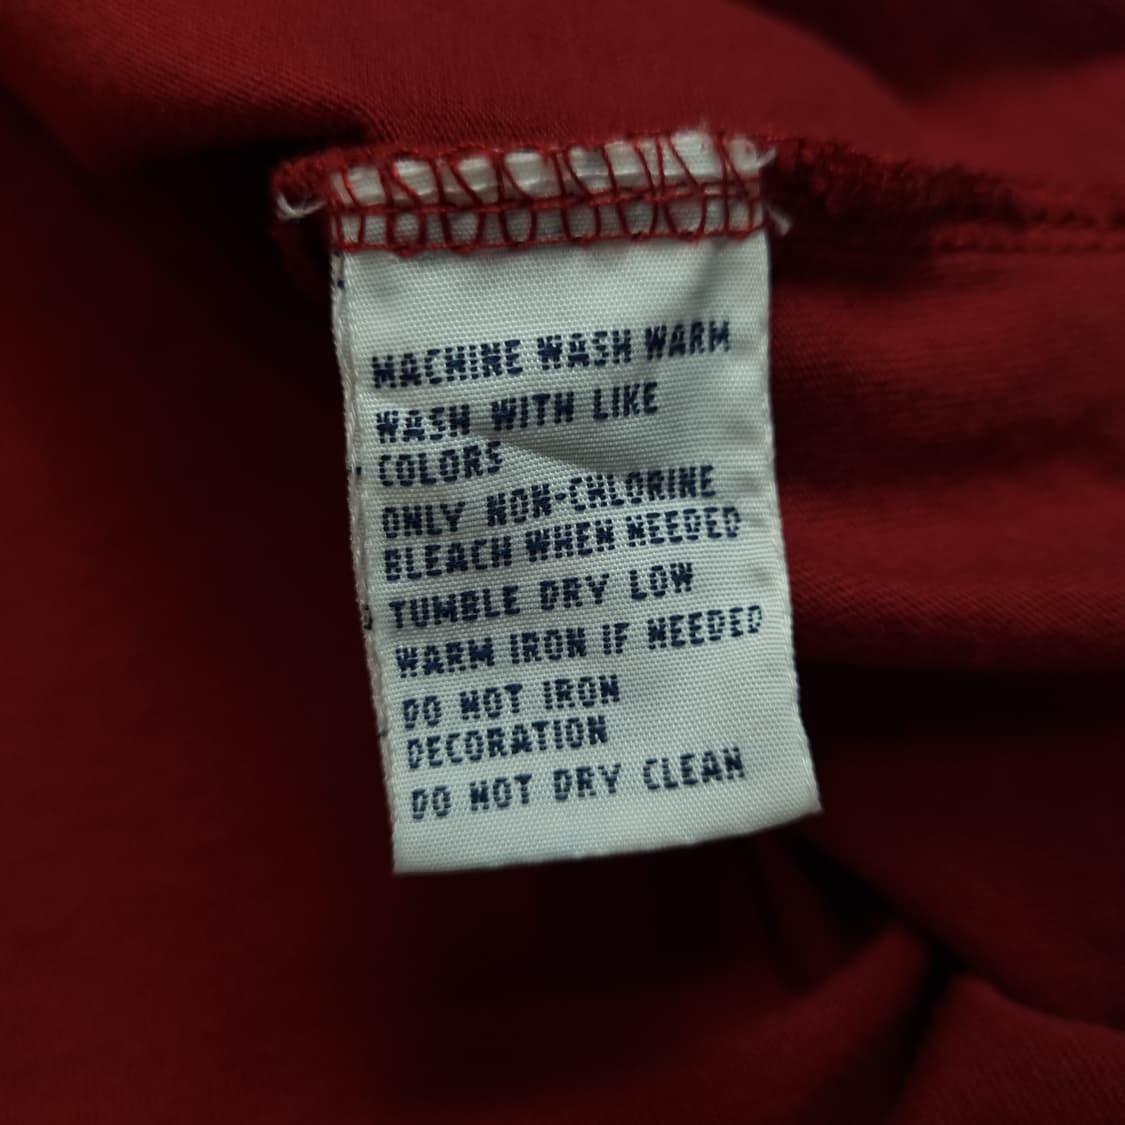 MACHINE WASH WARM
WASH WITH LIKE
COLORS
ONLY NON-CHLORINE
BLEACH WHEN NEEDED
TUMBLE DRY LOW
WARM IRON IF NEEDED
DO NOT IRON
DECORATION
DO NOT DRY CLEAN